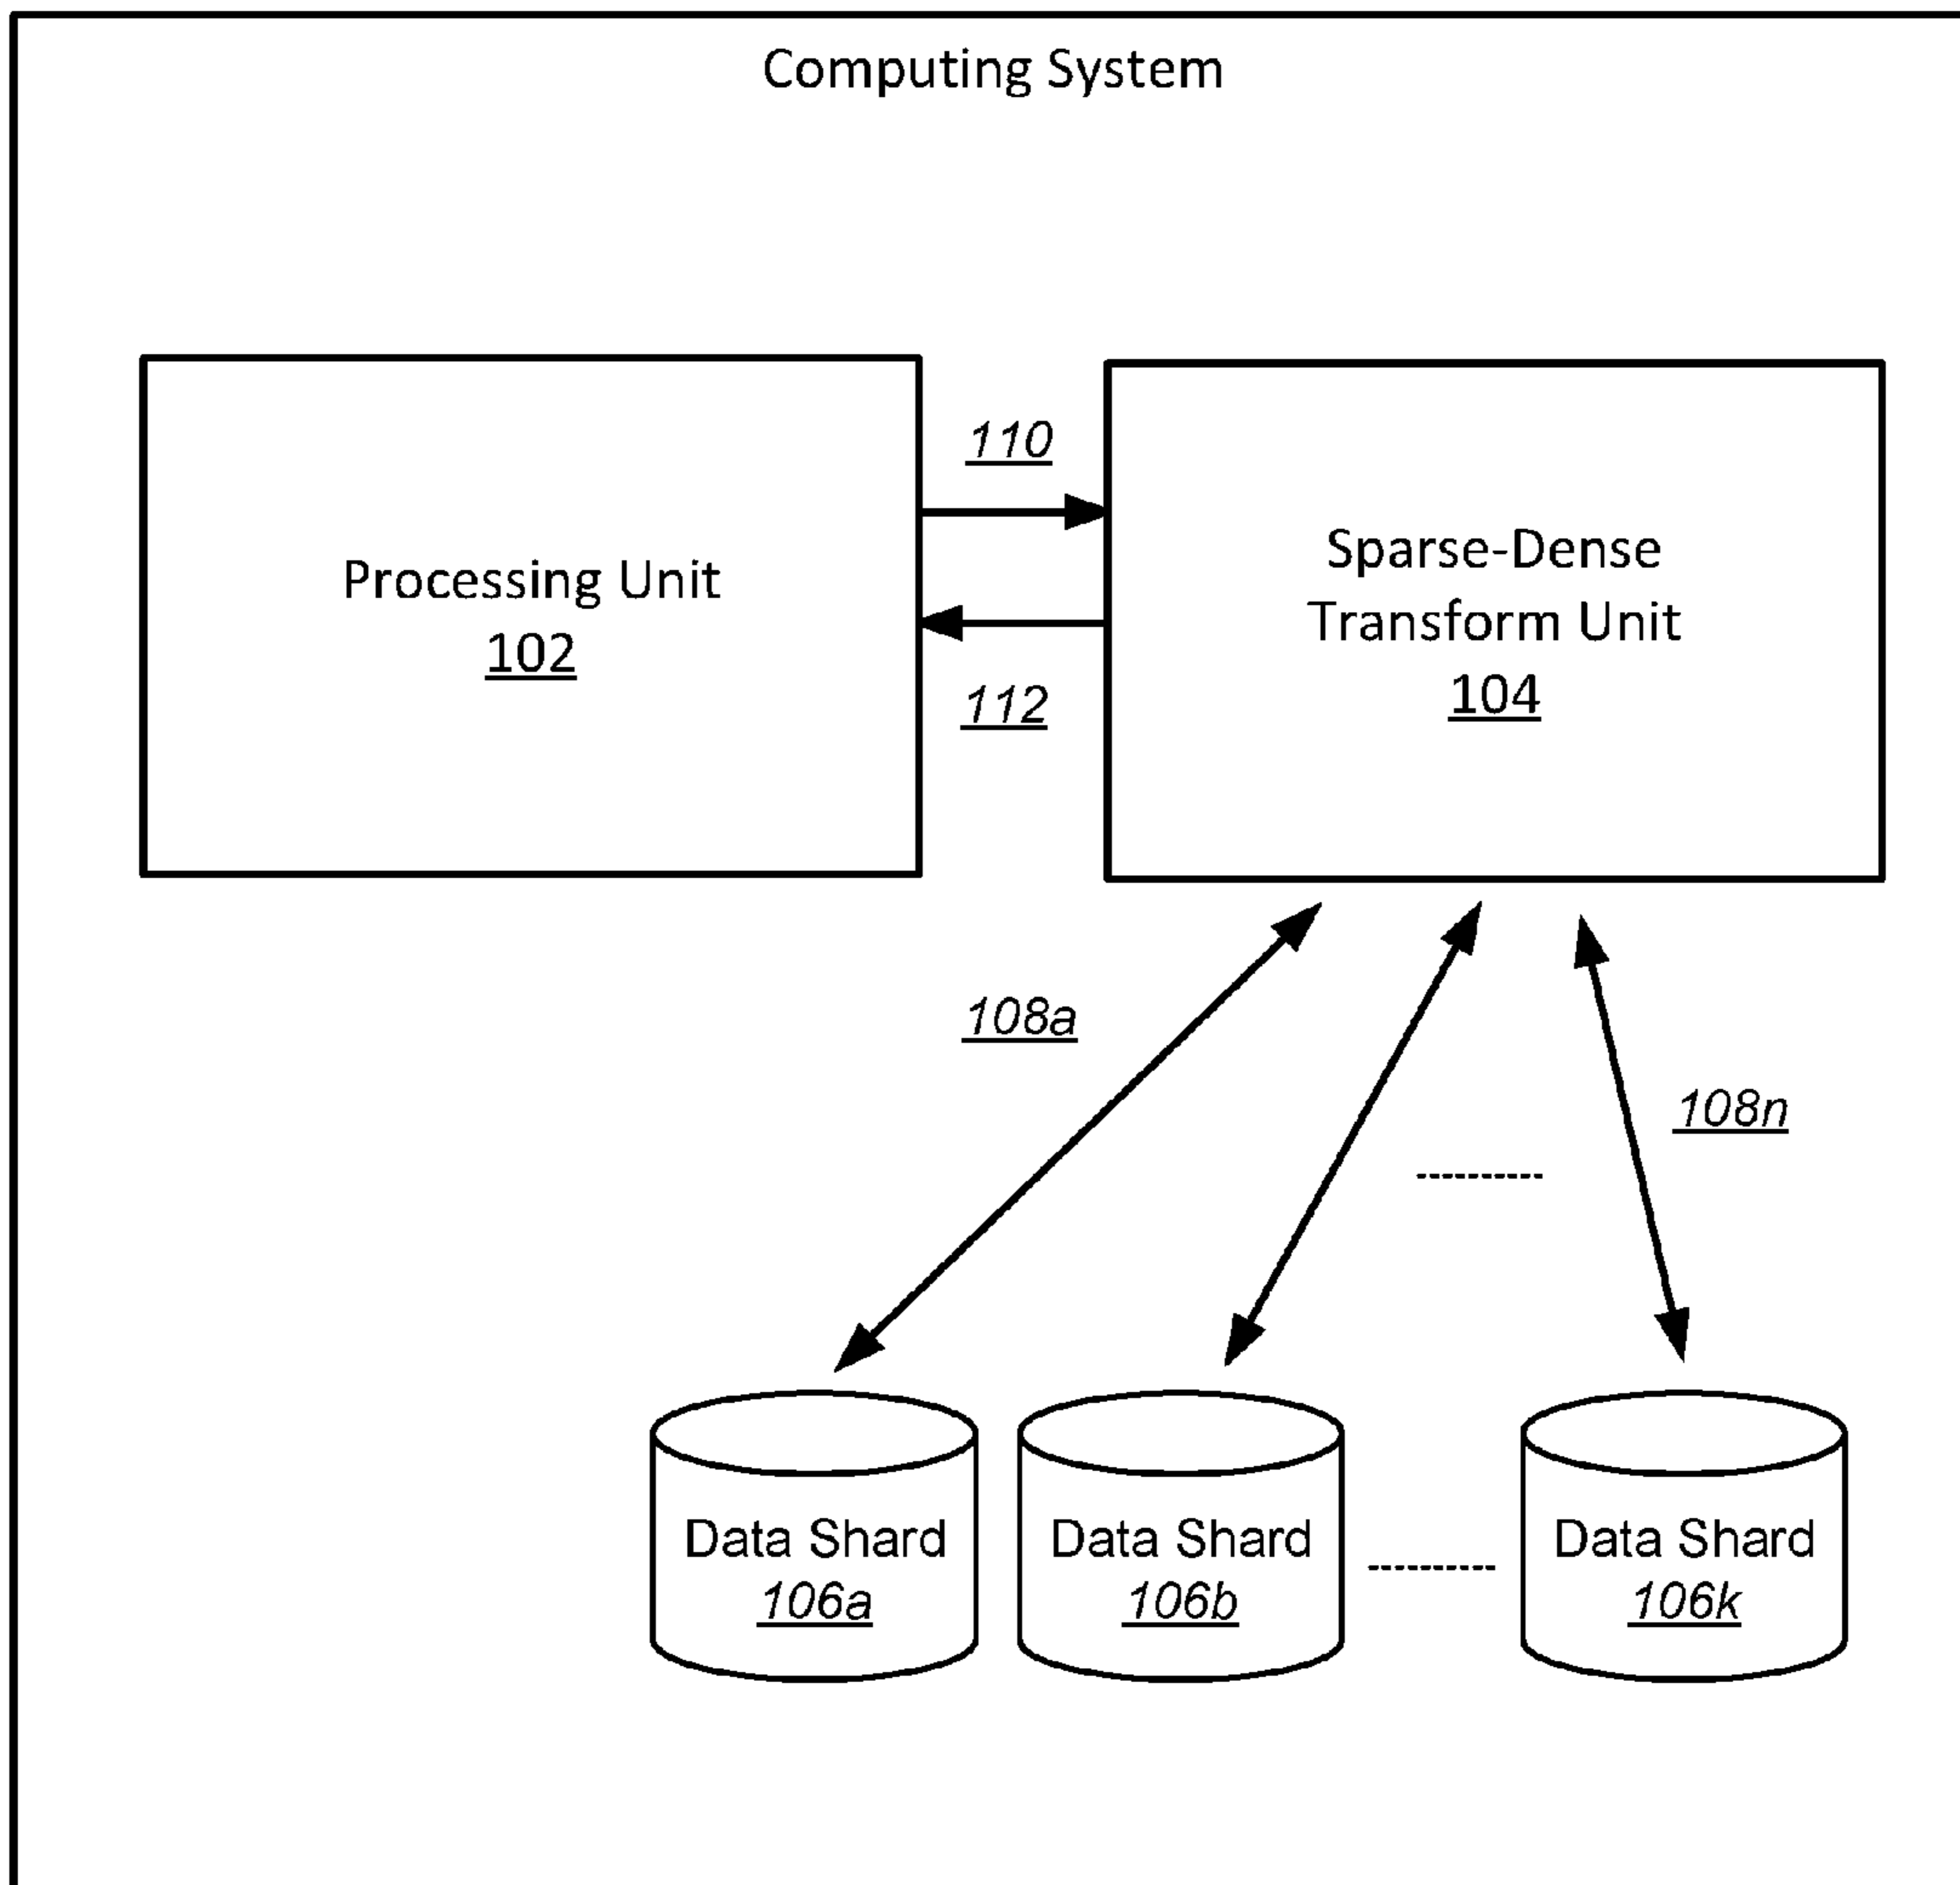 Computing System
Processing Unit
102
110
112
Sparse-Dense
Transform Unit
104
108a
108n
Data Shard
106a
Data Shard
106b
Data Shard
106k